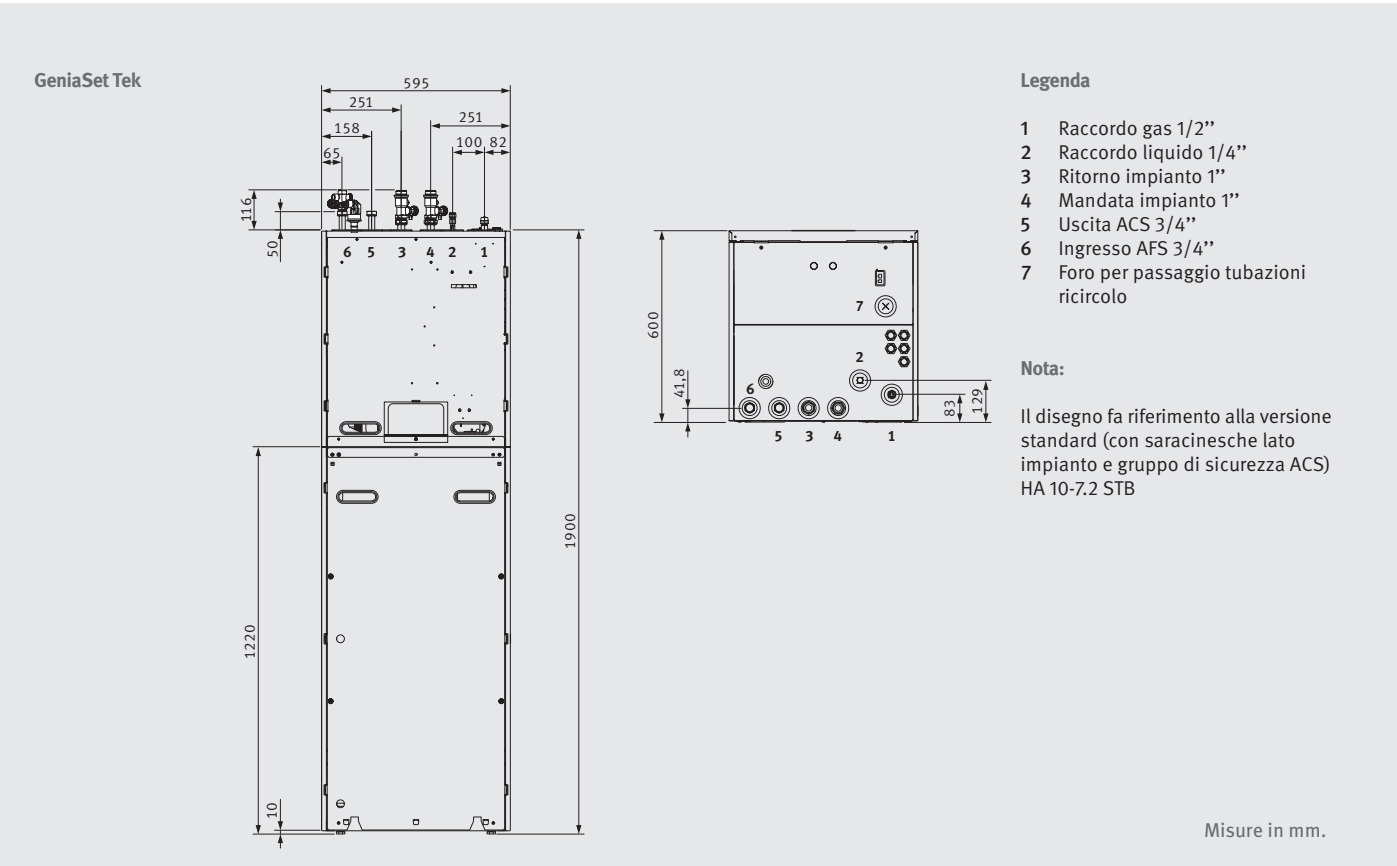 GeniaSet Tek
595
251
251
158
100 82
65
116
50
6 5 3 4 2 1
1900
1220
10
600
41,8
7
2
6
83
129
5 3 4 1
Legenda
1 Raccordo gas 1/2’’
2 Raccordo liquido 1/4’’
3 Ritorno impianto 1’’
4 Mandata impianto 1’’
5 Uscita ACS 3/4’’
6 Ingresso AFS 3/4’’
7 Foro per passaggio tubazioni
ricircolo
Nota:
Il disegno fa riferimento alla versione
standard (con saracinesche lato
impianto e gruppo di sicurezza ACS)
HA 10-7.2 STB
Misure in mm.